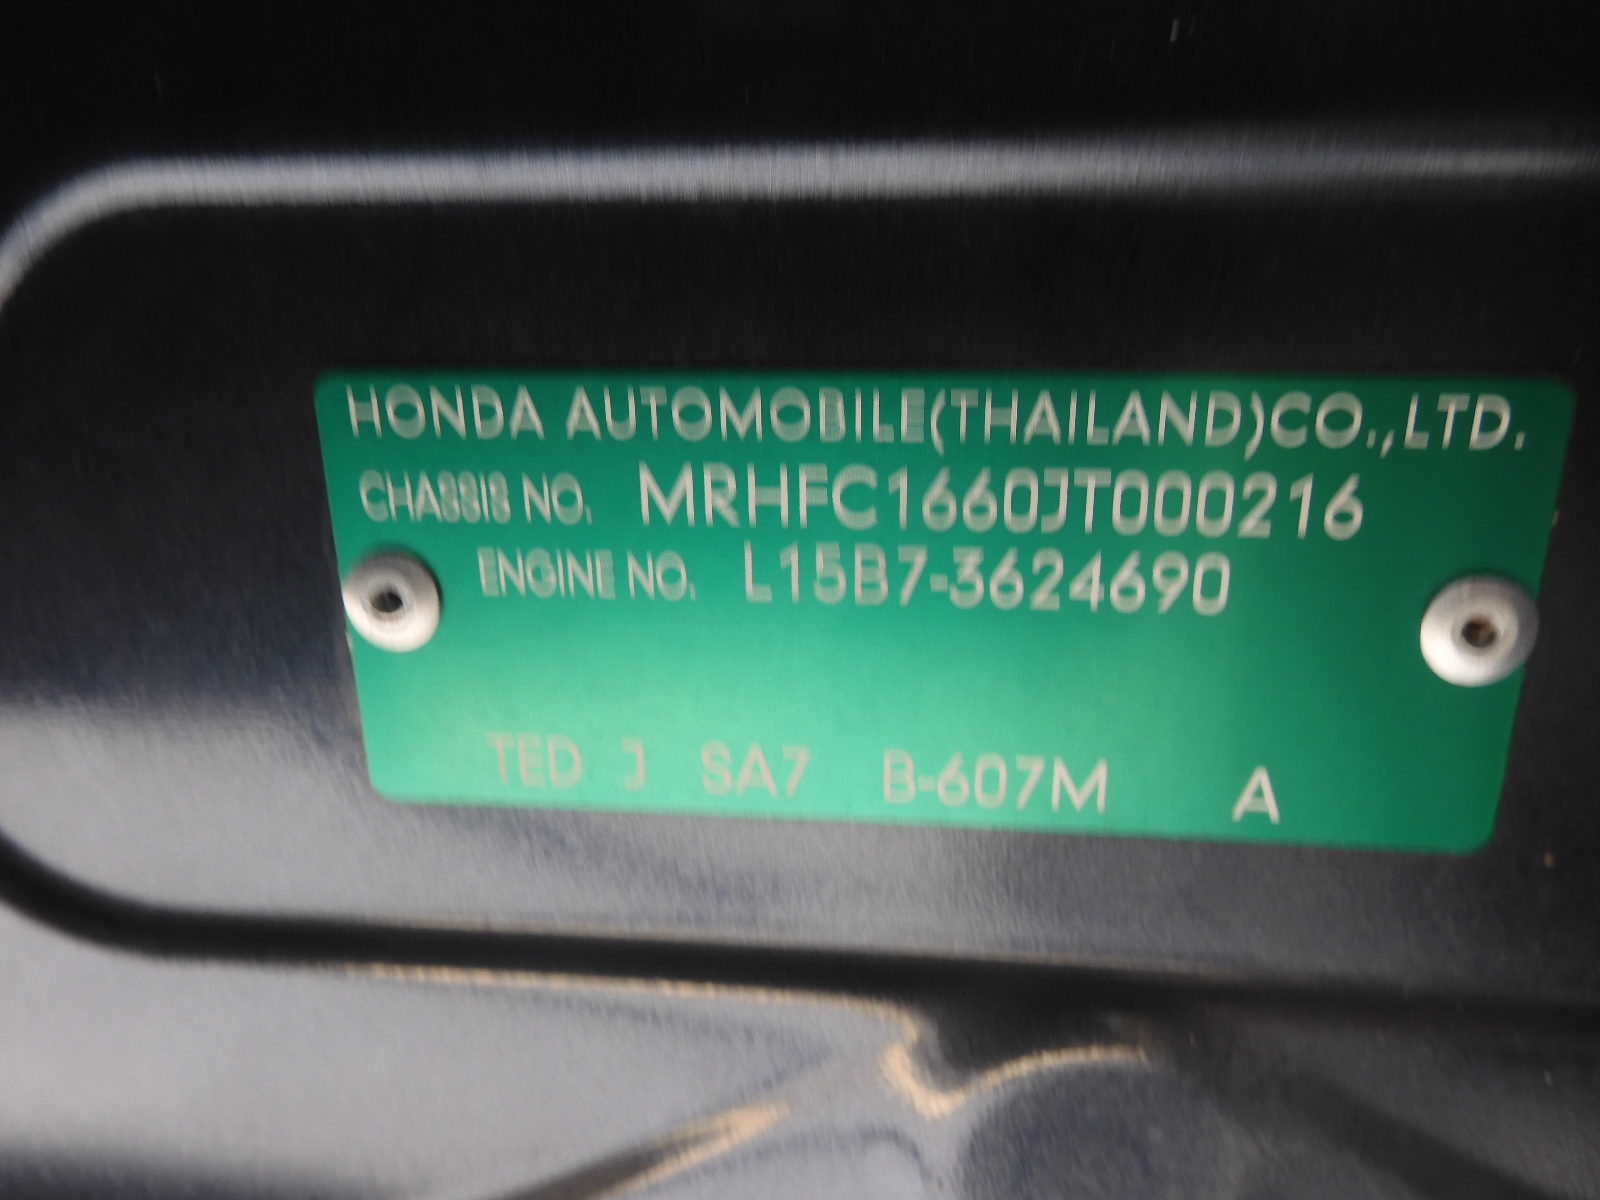 HONDA AUTOMOBILE(THAILAND)CO.,LTD.
CHASSIS NO. MRHFC1660JT000216
ENGINE NO. L15B7-3624690
TED J SA7 B-607M A